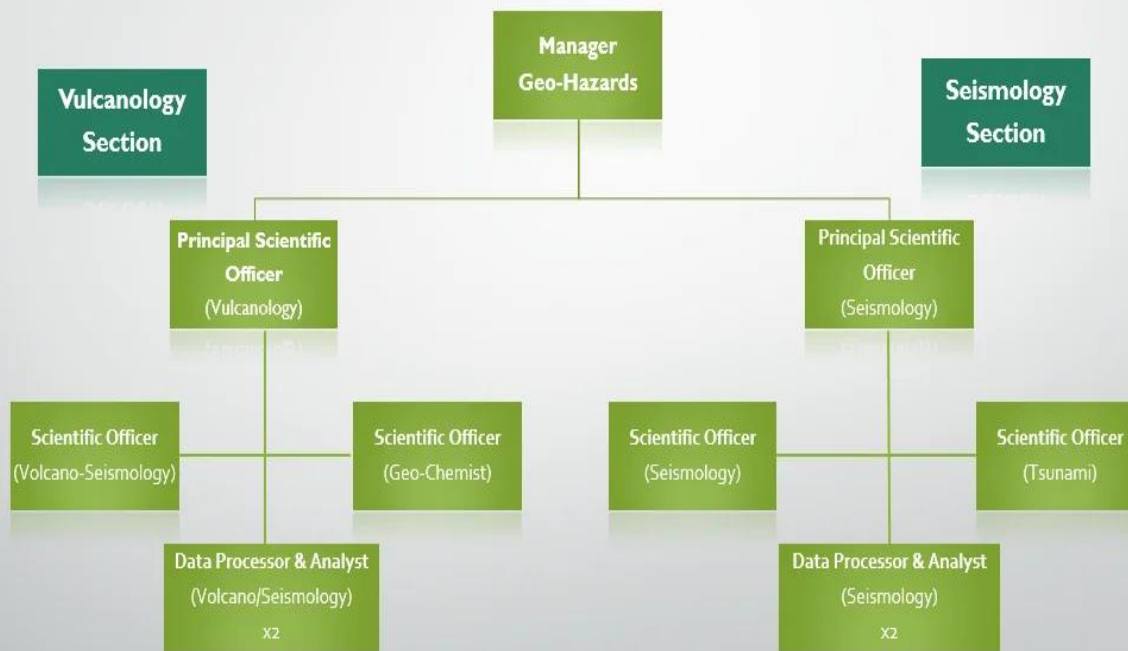 Manager
Geo-Hazards
Vulcanology
Section
Seismology
Section
Principal Scientific
Officer
(Vulcanology)
Principal Scientific
Officer
(Seismology)
Scientific Officer
(Volcano-Seismology)
Scientific Officer
(Geo-Chemist)
Scientific Officer
(Seismology)
Scientific Officer
(Tsunami)
Data Processor & Analyst
(Volcano/Seismology)
X2
Data Processor & Analyst
(Seismology)
X2